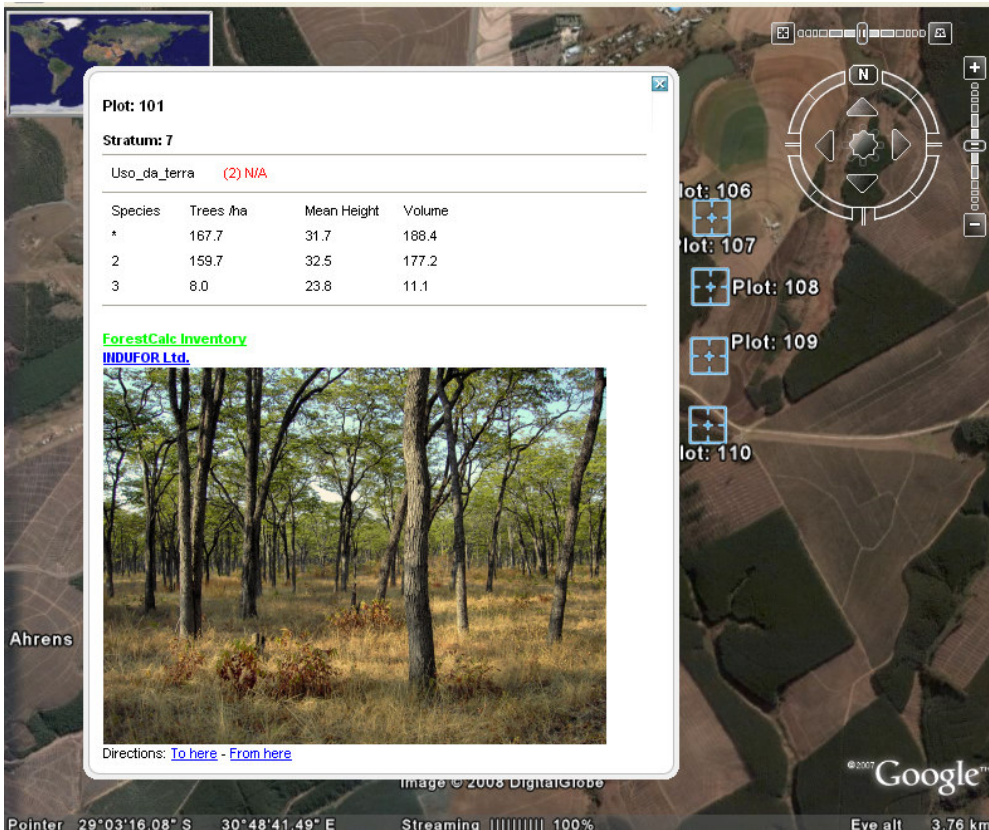 Plot: 101
Stratum: 7
Uso_da_terra (2) N/A
Species Trees /ha Mean Height Volume
* 167.7 31.7 188.4
2 159.7 32.5 177.2
3 8.0 23.8 11.1
ForestCalc Inventory
INDUFOR Ltd.
Directions: To here - From here
N
lot: 106
lot: 107
Plot: 108
Plot: 109
lot: 110
Ahrens
Image © 2008 DigitalGlobe
©2007 Google™
Pointer 29°03'16.08" S 30°48'41.49" E Streaming |||||||||| 100% Eye alt 3.76 km